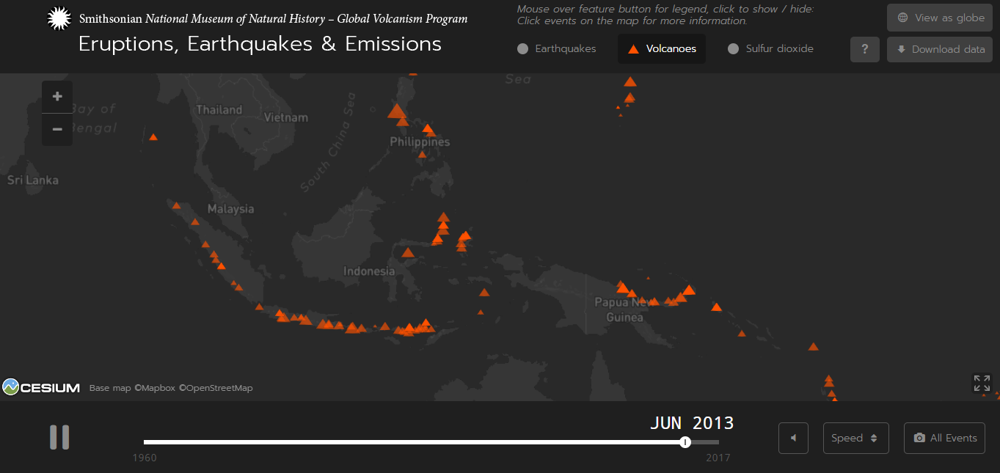 Smithsonian National Museum of Natural History – Global Volcanism Program
Eruptions, Earthquakes & Emissions
Mouse over feature button for legend, click to show / hide:
Click events on the map for more information.
Earthquakes
Volcanoes
Sulfur dioxide
View as globe
?
Download data
+
−
Bay of
Bengal
Thailand
Vietnam
South China Sea
Sea
Philippines
Sri Lanka
Malaysia
Indonesia
Papua New
Guinea
CESIUM
Base map ©Mapbox ©OpenStreetMap
JUN 2013
1960
2017
Speed
All Events